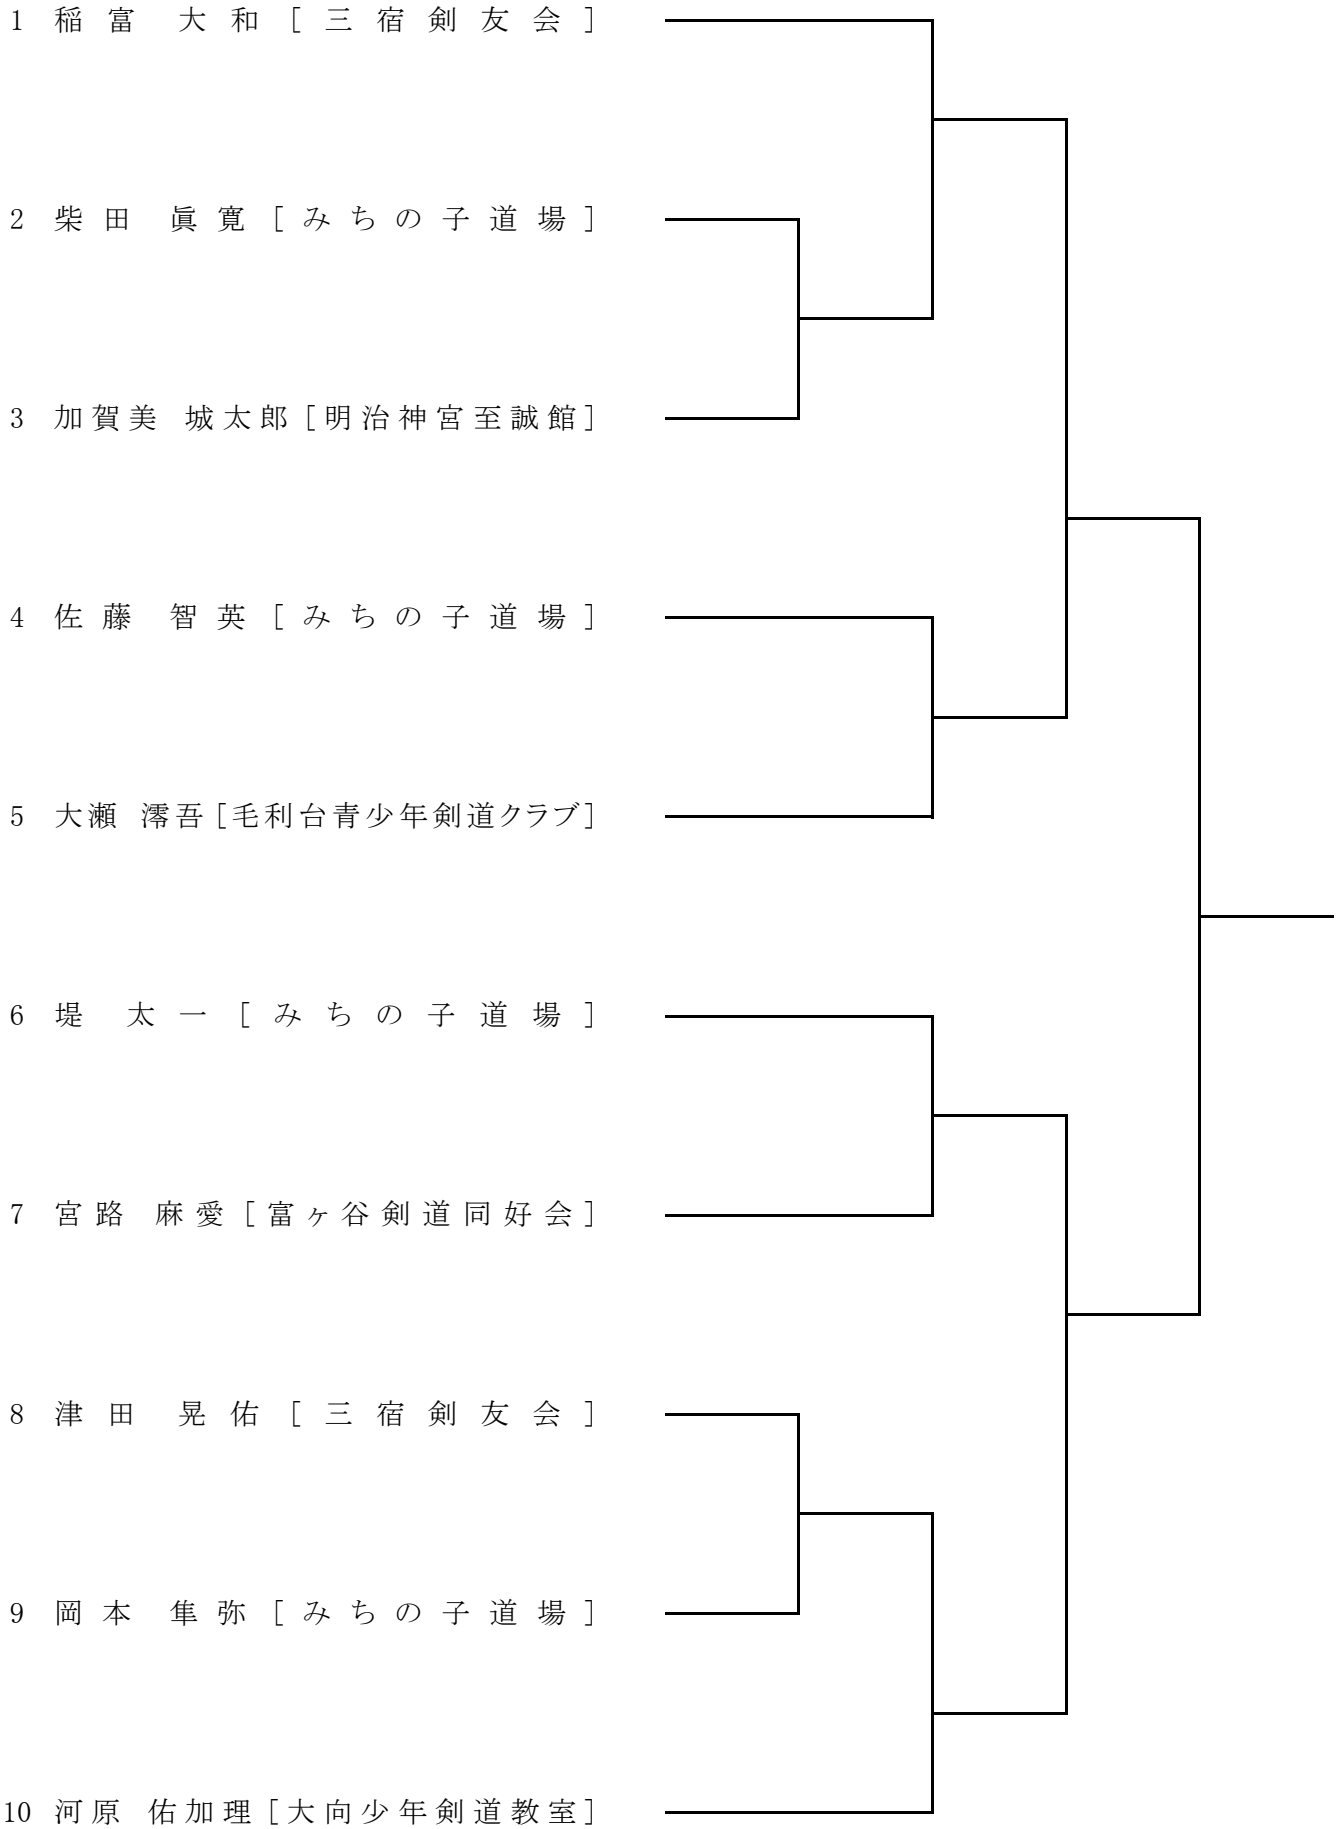 1 稲富 大和 [三宿剣友会]
2 柴田 眞寛 [みちの子道場]
3 加賀美 城太郎 [明治神宮至誠館]
4 佐藤 智英 [みちの子道場]
5 大瀬 澪吾 [毛利台青少年剣道クラブ]
6 堤 太一 [みちの子道場]
7 宮路 麻愛 [富ヶ谷剣道同好会]
8 津田 晃佑 [三宿剣友会]
9 岡本 隼弥 [みちの子道場]
10 河原 佑加理 [大向少年剣道教室]